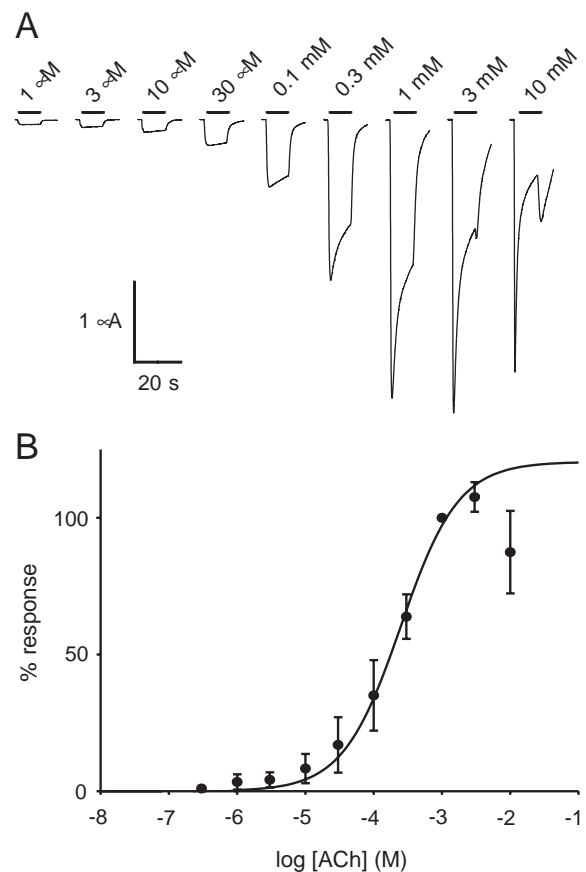 A
1 ∝M 3 ∝M 10 ∝M 30 ∝M 0.1 mM 0.3 mM 1 mM 3 mM 10 mM
1 ∝A
20 s
B
100
50
0
% response
-8 -7 -6 -5 -4 -3 -2 -1
log [ACh] (M)